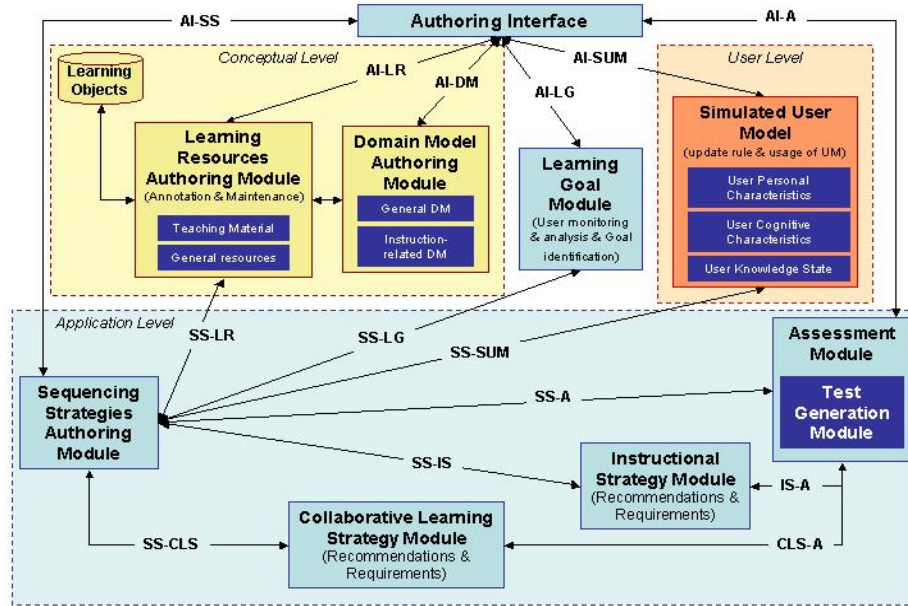 AI-SS
Authoring Interface
AI-A
Conceptual Level
AI-SUM
User Level
Learning
Objects
AI-LR
AI-DM
AI-LG
Learning
Resources
Authoring Module
(Annotation & Maintenance)
Teaching Material
General resources
Domain Model
Authoring
Module
General DM
Instruction-
related DM
Learning
Goal
Module
(User monitoring
& analysis & Goal
identification)
Simulated User
Model
(update rule & usage of UM)
User Personal
Characteristics
User Cognitive
Characteristics
User Knowledge State
Application Level
SS-LR
SS-LG
SS-SUM
Assessment
Module
Test
Generation
Module
Sequencing
Strategies
Authoring
Module
SS-A
SS-IS
Instructional
Strategy Module
(Recommendations &
Requirements)
IS-A
SS-CLS
Collaborative Learning
Strategy Module
(Recommendations &
Requirements)
CLS-A